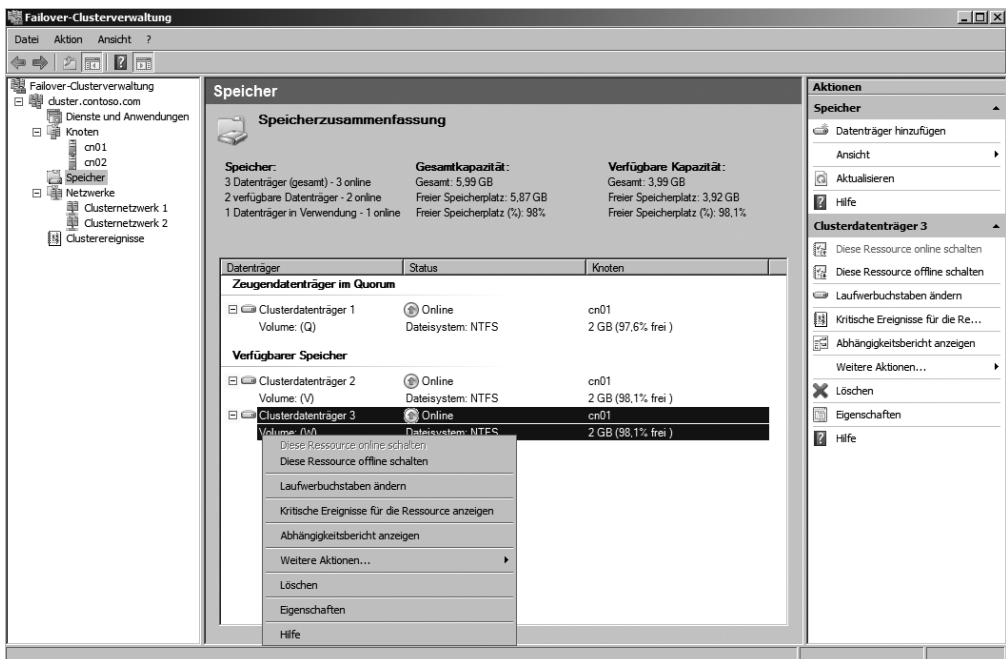 Failover-Clusterverwaltung
Datei Aktion Ansicht ?
Failover-Clusterverwaltung
cluster.contoso.com
Dienste und Anwendungen
Knoten
cn01
cn02
Speicher
Netzwerke
Clusternetzwerk 1
Clusternetzwerk 2
Clusterereignisse
Speicher
Speicherzusammenfassung
Speicher: Gesamtkapazität: Verfügbare Kapazität:
3 Datenträger (gesamt) - 3 online Gesamt: 5,99 GB Gesamt: 3,99 GB
2 verfügbare Datenträger - 2 online Freier Speicherplatz: 5,87 GB Freier Speicherplatz: 3,92 GB
1 Datenträger in Verwendung - 1 online Freier Speicherplatz (%): 98% Freier Speicherplatz (%): 98,1%
Datenträger Status Knoten
Zeugendatenträger im Quorum
Clusterdatenträger 1 Online cn01
Volume: (Q) Dateisystem: NTFS 2 GB (97,6% frei )
Verfügbarer Speicher
Clusterdatenträger 2 Online cn01
Volume: (V) Dateisystem: NTFS 2 GB (98,1% frei )
Clusterdatenträger 3 Online cn01
Volume: (W) Dateisystem: NTFS 2 GB (98,1% frei )
Diese Ressource online schalten
Diese Ressource offline schalten
Laufwerbuchstaben ändern
Kritische Ereignisse für die Ressource anzeigen
Abhängigkeitsbericht anzeigen
Weitere Aktionen...
Löschen
Eigenschaften
Hilfe
Aktionen
Speicher
Datenträger hinzufügen
Ansicht
Aktualisieren
Hilfe
Clusterdatenträger 3
Diese Ressource online schalten
Diese Ressource offline schalten
Laufwerbuchstaben ändern
Kritische Ereignisse für die Re...
Abhängigkeitsbericht anzeigen
Weitere Aktionen...
Löschen
Eigenschaften
Hilfe